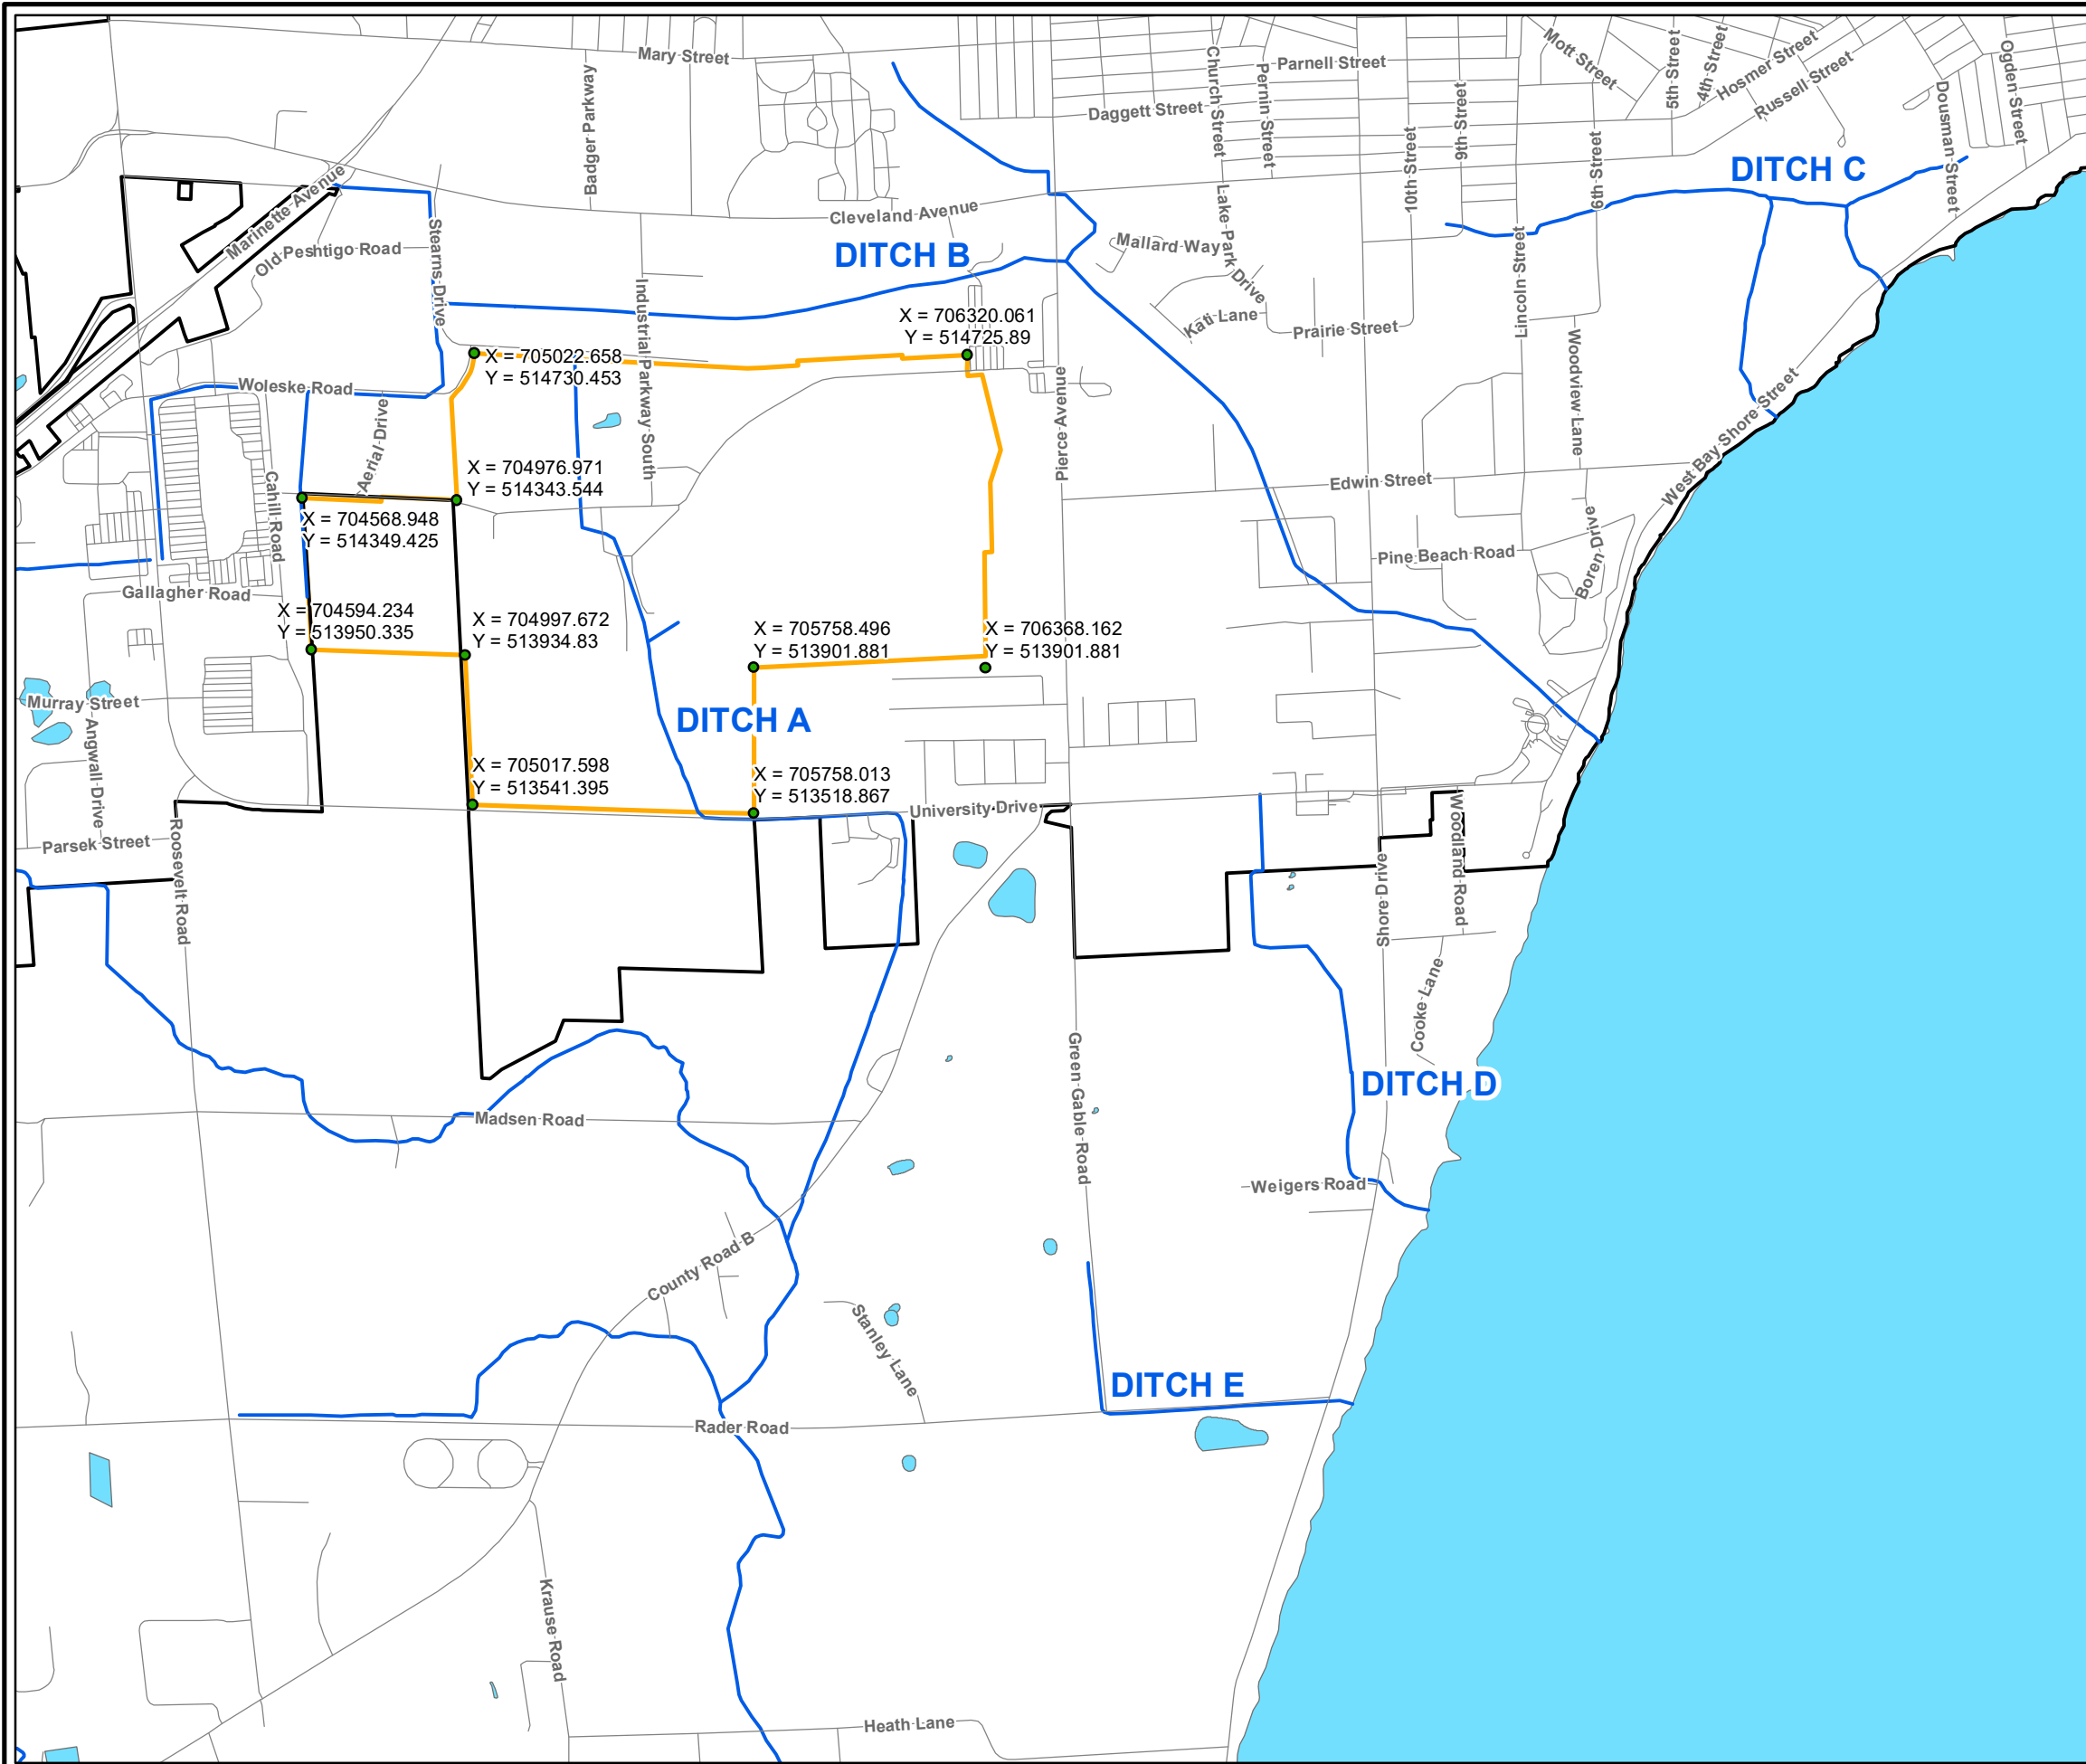 Mary Street
Badger Parkway
Daggett Street
Church Street
Pernin Street
Parnell Street
10th Street
9th Street
Mott Street
6th Street
5th Street
4th Street
Hosmer Street
Russell Street
Dousman Street
Ogden Street
DITCH C
Marinette Avenue
Old Peshtigo Road
Stearns Drive
Cleveland Avenue
DITCH B
Mallard Way
Lake Park Drive
Kati Lane
Prairie Street
Lincoln Street
Woodview Lane
Industrial Parkway South
X = 706320.061
Y = 514725.89
X = 705022.658
Y = 514730.453
Woleske Road
Aerial Drive
Pierce Avenue
West Bay Shore Street
X = 704976.971
Y = 514343.544
Edwin Street
Cahill Road
X = 704568.948
Y = 514349.425
Pine Beach Road
Boren Drive
Gallagher Road
X = 704594.234
Y = 513950.335
X = 704997.672
Y = 513934.83
X = 705758.496
Y = 513901.881
X = 706368.162
Y = 513901.881
Murray Street
Angwall Drive
DITCH A
X = 705017.598
Y = 513541.395
X = 705758.013
Y = 513518.867
University Drive
Parsek Street
Roosevelt Road
Shore Drive
Woodland Road
Cooke Lane
Green Gable Road
DITCH D
Madsen Road
Weigers Road
County Road B
Stanley Lane
DITCH E
Rader Road
Krause Road
Heath Lane